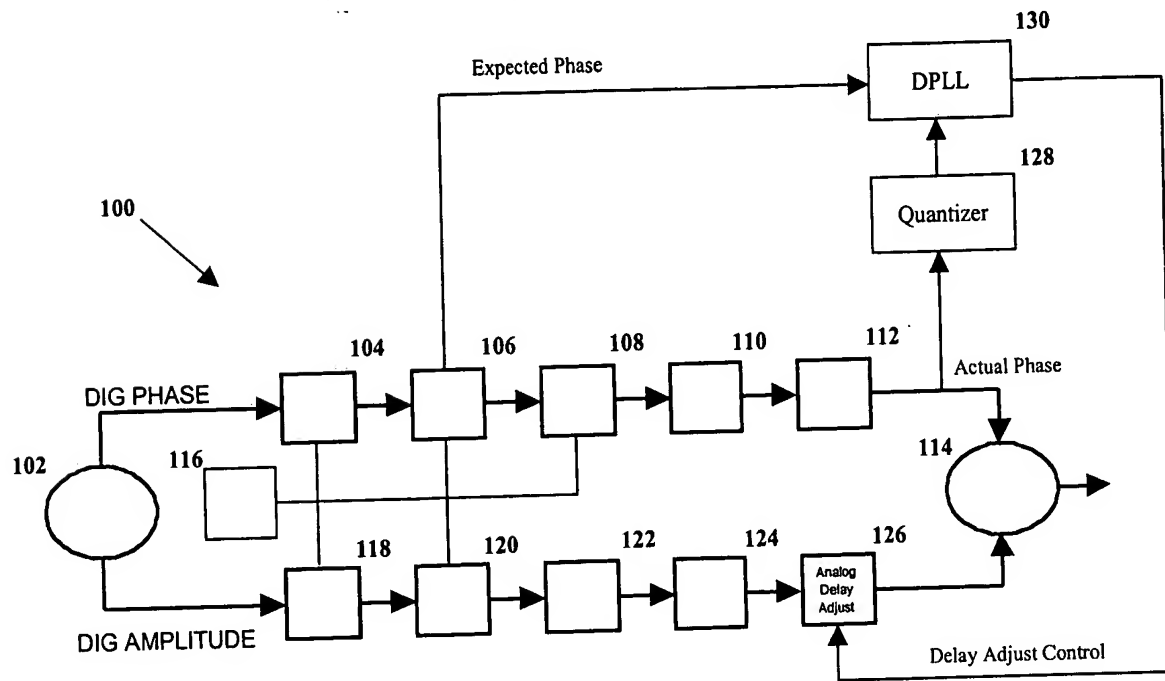 130
Expected Phase
DPLL
128
100
Quantizer
104
106
108
110
112
Actual Phase
DIG PHASE
102
116
114
118
120
122
124
126
Analog
Delay
Adjust
DIG AMPLITUDE
Delay Adjust Control